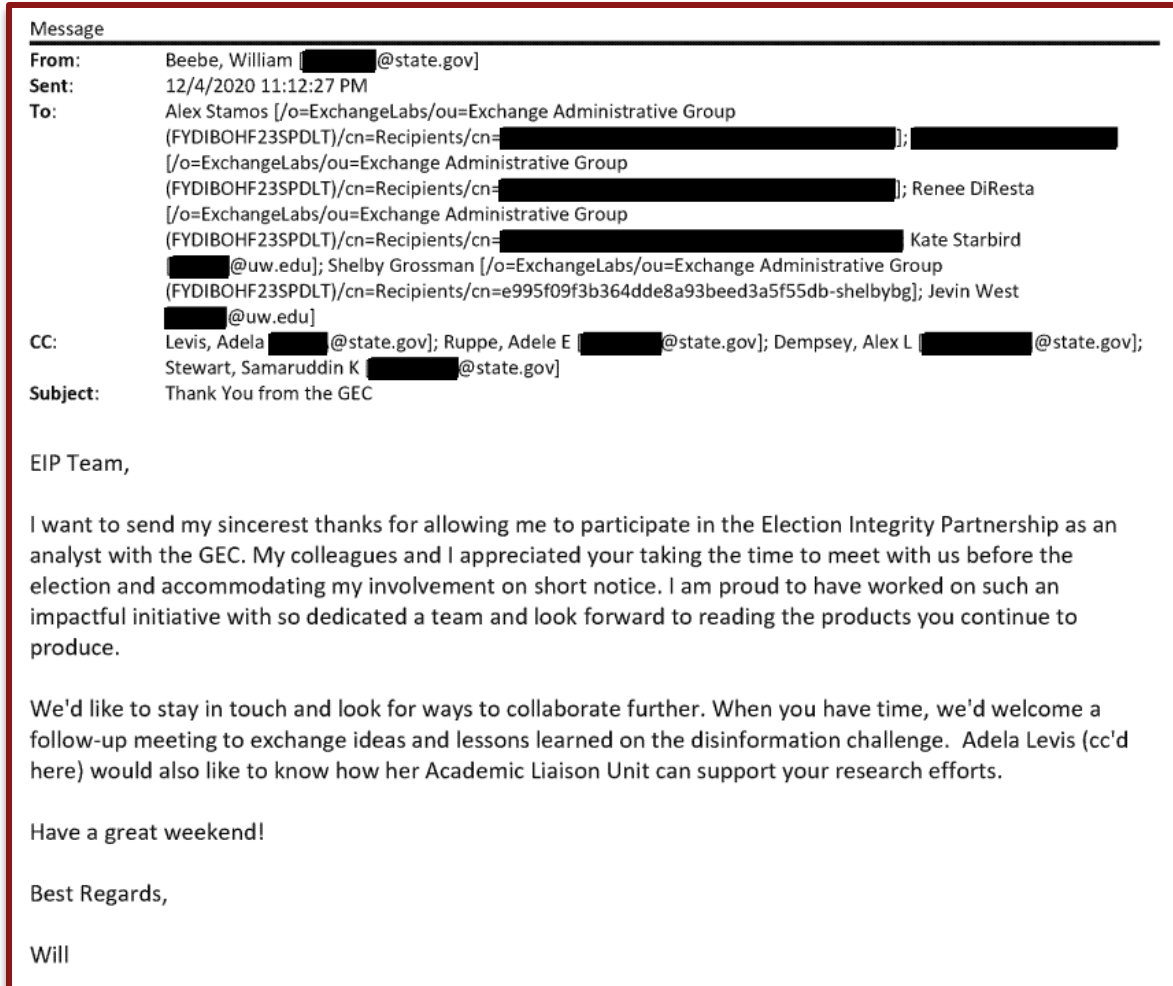 Message
From: Beebe, William [ @state.gov]
Sent: 12/4/2020 11:12:27 PM
To: Alex Stamos [/o=ExchangeLabs/ou=Exchange Administrative Group
(FYDIBOHF23SPDLT)/cn=Recipients/cn= ];
[/o=ExchangeLabs/ou=Exchange Administrative Group
(FYDIBOHF23SPDLT)/cn=Recipients/cn= ]; Renee DiResta
[/o=ExchangeLabs/ou=Exchange Administrative Group
(FYDIBOHF23SPDLT)/cn=Recipients/cn= Kate Starbird
[ @uw.edu]; Shelby Grossman [/o=ExchangeLabs/ou=Exchange Administrative Group
(FYDIBOHF23SPDLT)/cn=Recipients/cn=e995f09f3b364dde8a93beed3a5f55db-shelbybg]; Jevin West
@uw.edu]
CC: Levis, Adela @state.gov]; Ruppe, Adele E [ @state.gov]; Dempsey, Alex L [ @state.gov];
Stewart, Samaruddin K [ @state.gov]
Subject: Thank You from the GEC
EIP Team,
I want to send my sincerest thanks for allowing me to participate in the Election Integrity Partnership as an
analyst with the GEC. My colleagues and I appreciated your taking the time to meet with us before the
election and accommodating my involvement on short notice. I am proud to have worked on such an
impactful initiative with so dedicated a team and look forward to reading the products you continue to
produce.
We'd like to stay in touch and look for ways to collaborate further. When you have time, we'd welcome a
follow-up meeting to exchange ideas and lessons learned on the disinformation challenge.  Adela Levis (cc'd
here) would also like to know how her Academic Liaison Unit can support your research efforts.
Have a great weekend!
Best Regards,
Will